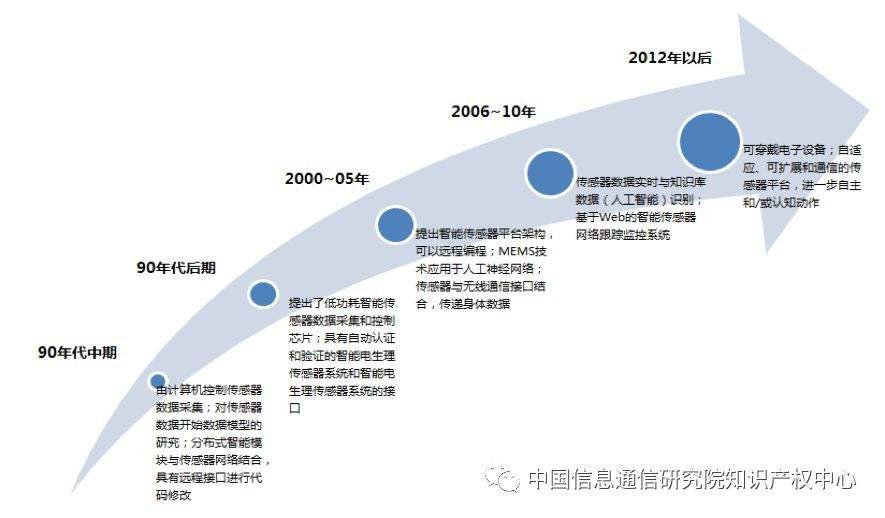 90年代中期
由计算机控制传感器
数据采集；对传感器
数据开始数据模型的
研究；分布式智能模
块与传感器网络结合，
具有远程接口进行代
码修改
90年代后期
提出了低功耗智能传
感器数据采集和控制
芯片；具有自动认证
和验证的智能电生理
传感器系统和智能电
生理传感器系统的接
口
2000~05年
提出智能传感器平台架构，
可以远程编程；MEMS技
术应用于人工神经网络；
传感器与无线通信接口结
合，传递身体数据
2006~10年
传感器数据实时与知识库
数据（人工智能）识别；
基于Web的智能传感器
网络跟踪监控系统
2012年以后
可穿戴电子设备；自适
应、可扩展和通信的传
感器平台，进一步自主
和/或认知动作
中国信息通信研究院知识产权中心